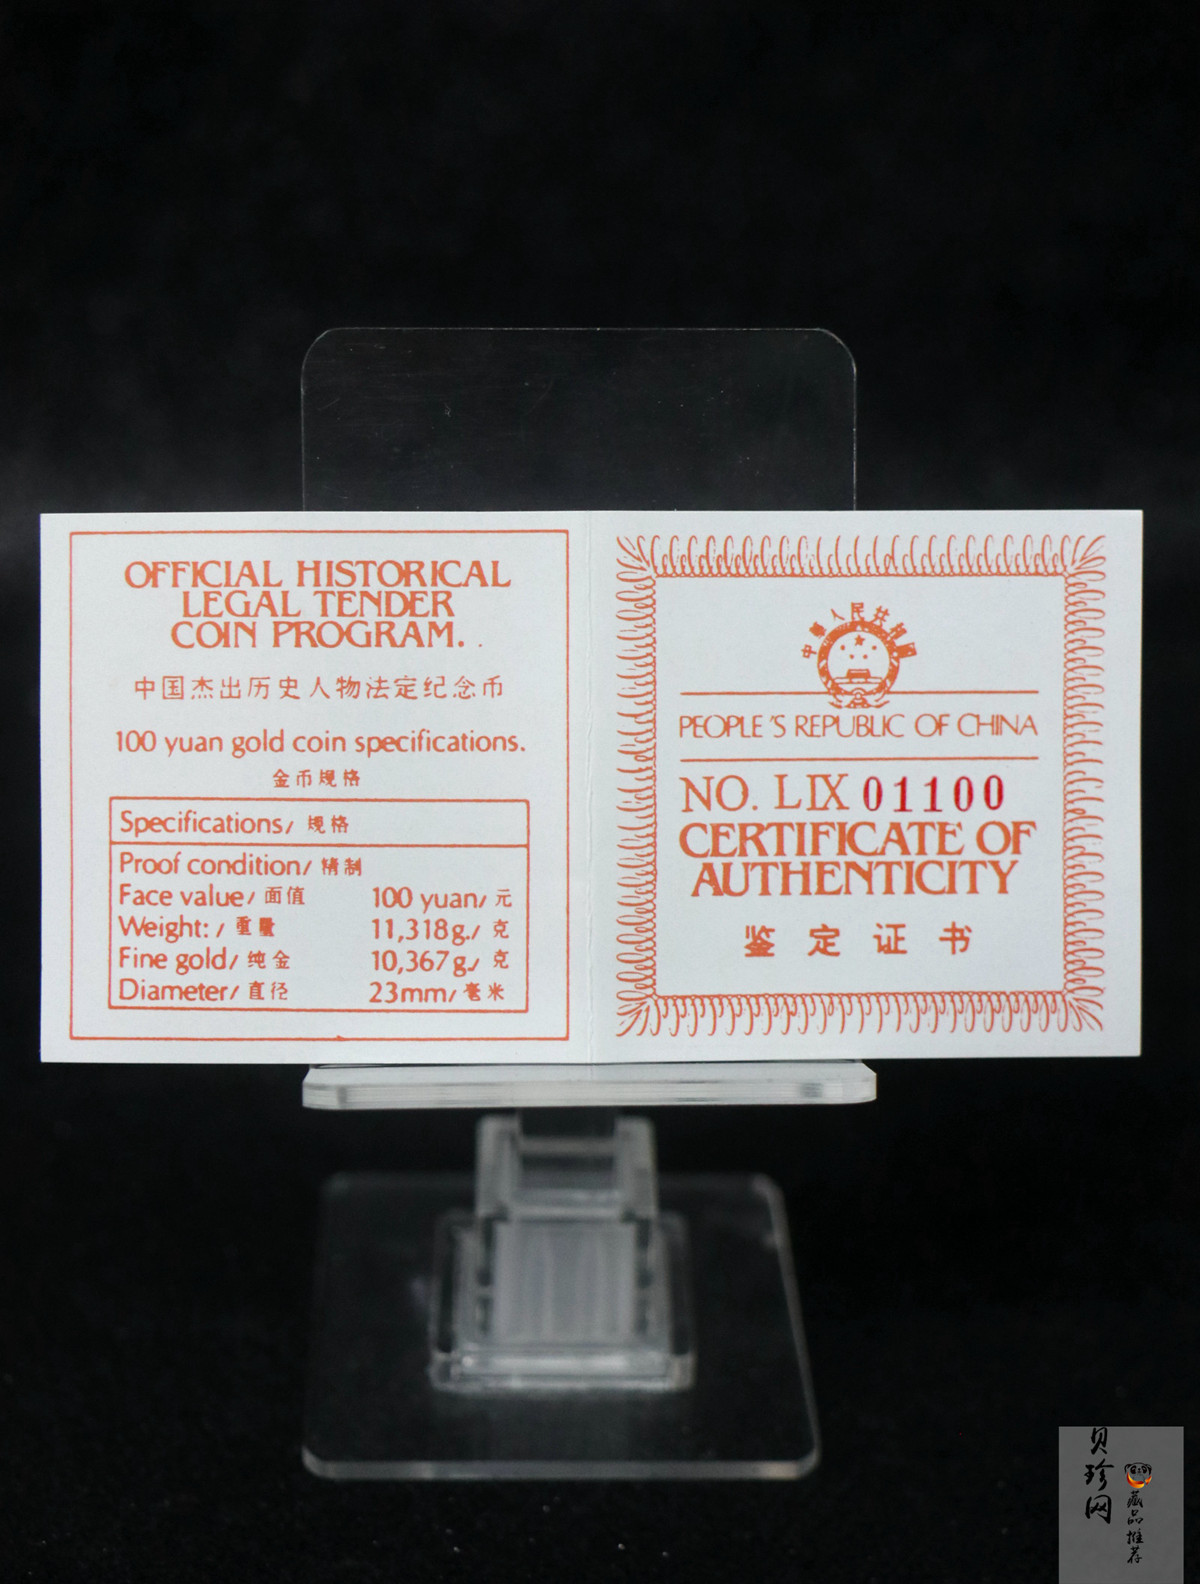 OFFICIAL HISTORICAL
LEGAL TENDER
COIN PROGRAM.
中国杰出历史人物法定纪念币
100 yuan gold coin specifications.
金币规格
Specifications/ 规格
Proof condition/ 精制
Face value/ 面值 100 yuan/ 元
Weight: / 重量 11,318g./ 克
Fine gold/ 纯金 10,367g./ 克
Diameter/ 直径 23mm/ 毫米
中華人民共和国
PEOPLE'S REPUBLIC OF CHINA
NO. LIX 01100
CERTIFICATE OF
AUTHENTICITY
鉴定证书
贝珍网
藏品推荐